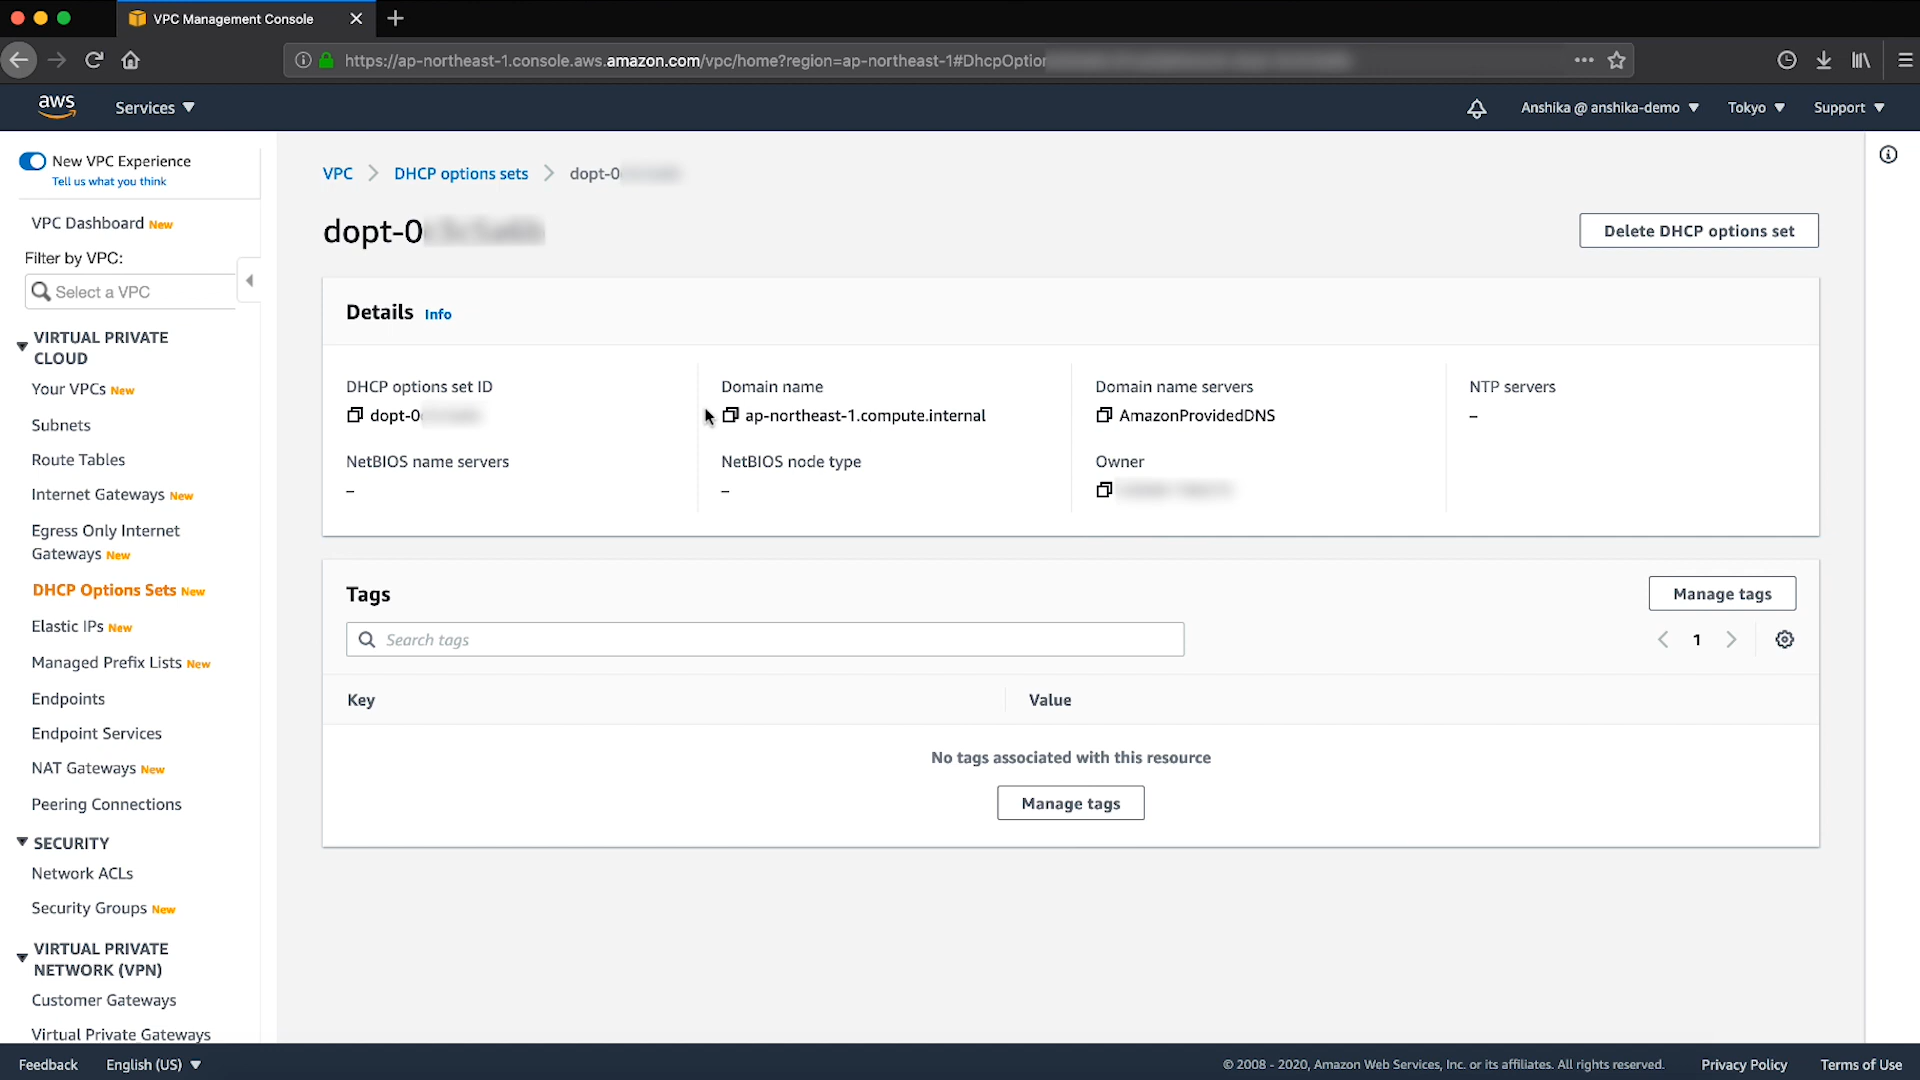 VPC Management Console
https://ap-northeast-1.console.aws.amazon.com/vpc/home?region=ap-northeast-1#DhcpOptio
aws
Services
Anshika @ anshika-demo
Tokyo
Support
New VPC Experience
Tell us what you think
VPC Dashboard New
Filter by VPC:
Select a VPC
VIRTUAL PRIVATE
CLOUD
Your VPCs New
Subnets
Route Tables
Internet Gateways New
Egress Only Internet
Gateways New
DHCP Options Sets New
Elastic IPs New
Managed Prefix Lists New
Endpoints
Endpoint Services
NAT Gateways New
Peering Connections
SECURITY
Network ACLs
Security Groups New
VIRTUAL PRIVATE
NETWORK (VPN)
Customer Gateways
Virtual Private Gateways
VPC
DHCP options sets
dopt-0
dopt-0
Delete DHCP options set
Details Info
DHCP options set ID
dopt-0
Domain name
ap-northeast-1.compute.internal
Domain name servers
AmazonProvidedDNS
NTP servers
–
NetBIOS name servers
–
NetBIOS node type
–
Owner
Tags
Manage tags
Search tags
1
Key
Value
No tags associated with this resource
Manage tags
Feedback
English (US)
© 2008 - 2020, Amazon Web Services, Inc. or its affiliates. All rights reserved.
Privacy Policy
Terms of Use